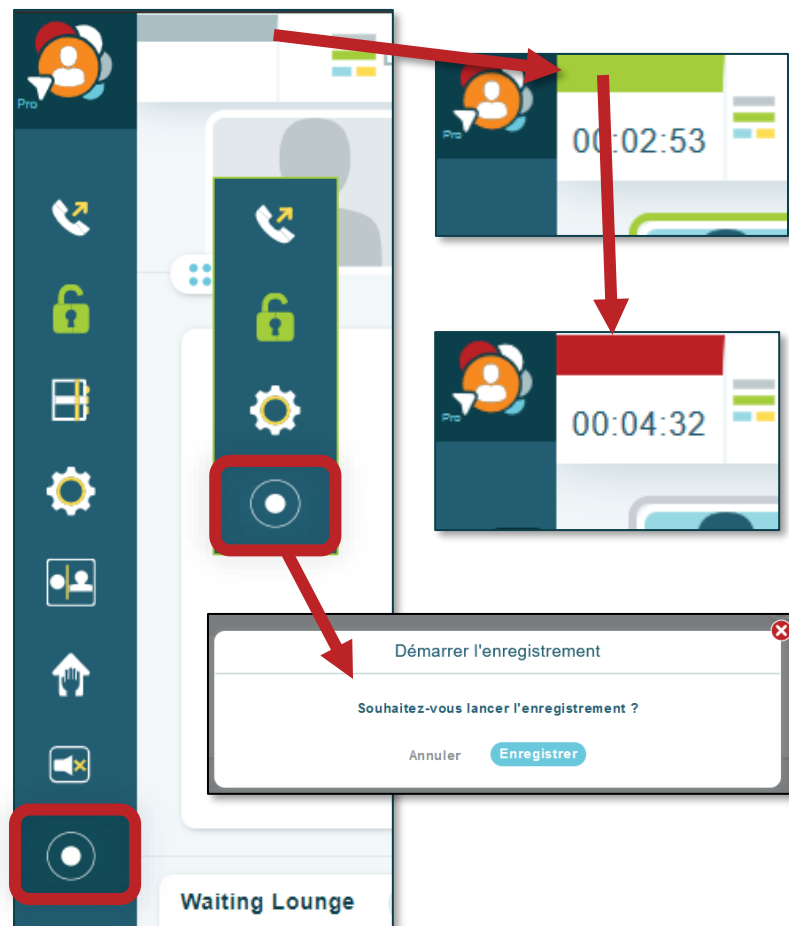 Pro
Pro
00:02:53
Pro
00:04:32
Démarrer l'enregistrement
Souhaitez-vous lancer l'enregistrement ?
Annuler
Enregistrer
Waiting Lounge